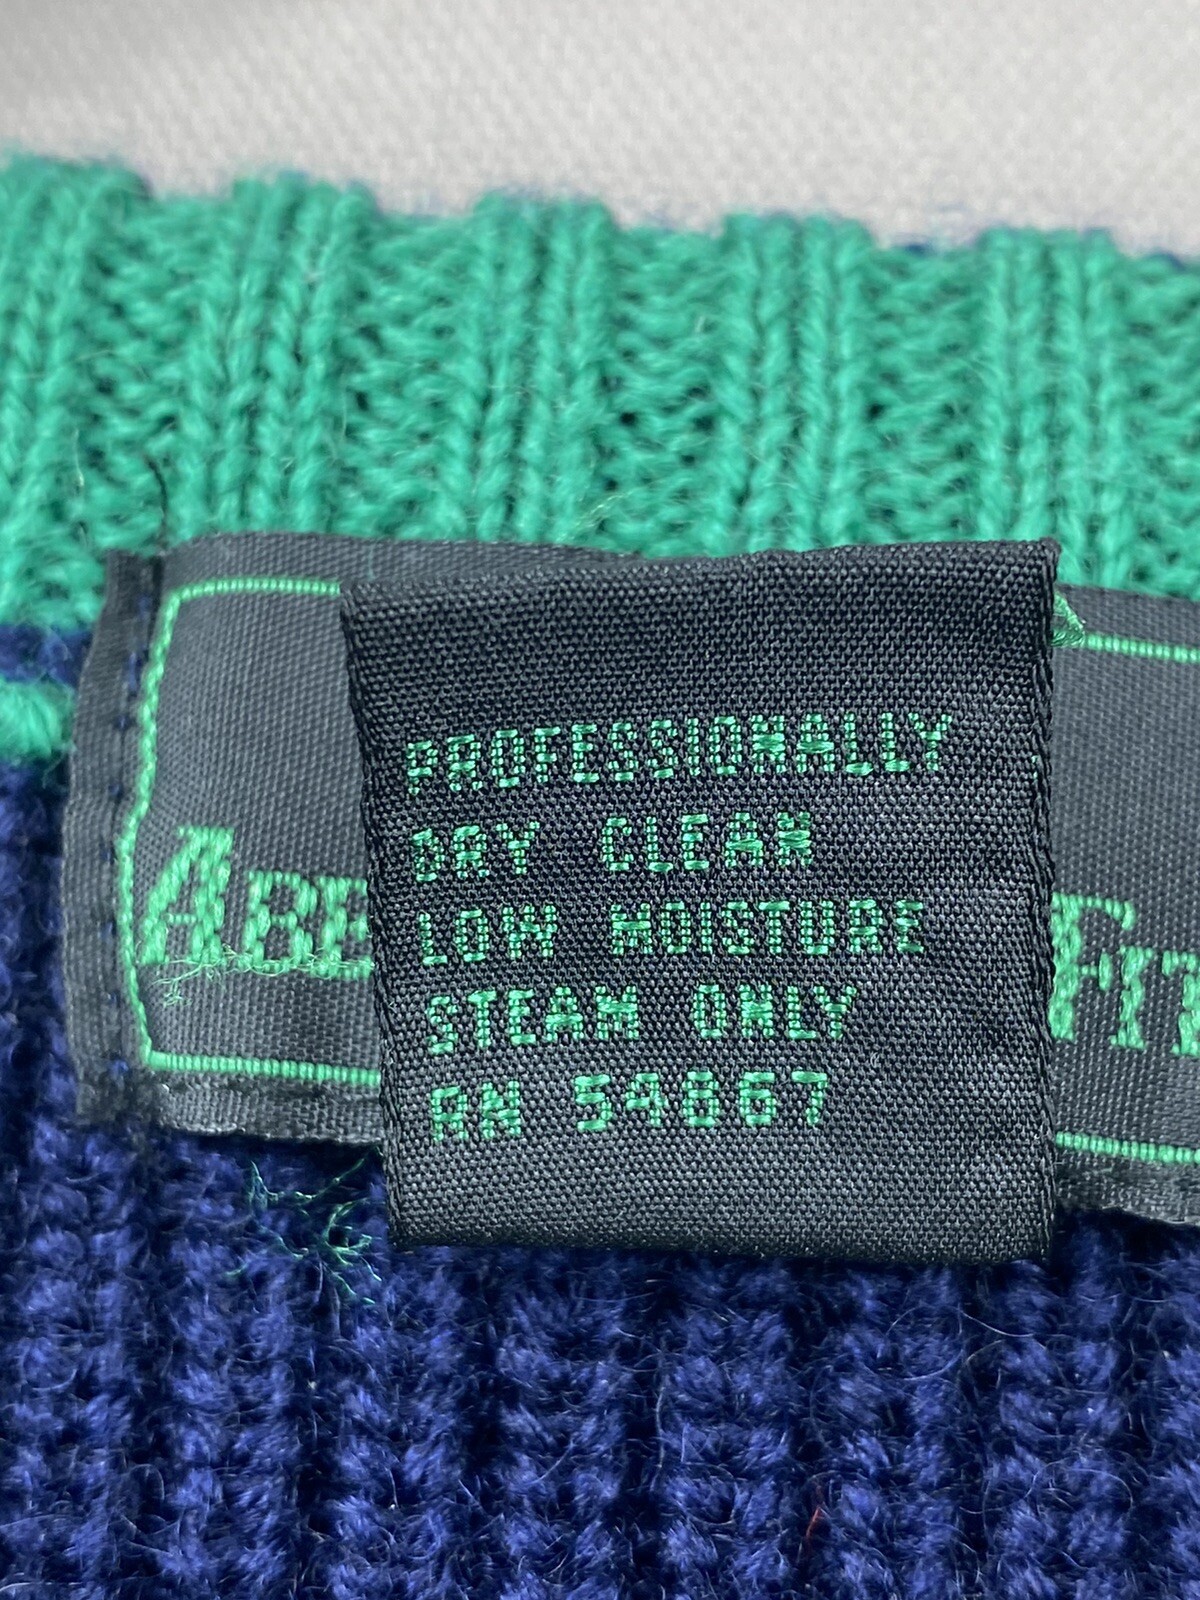 PROFESSIONALLY
DRY CLEAN
LOW MOISTURE
STEAM ONLY
RN 54867